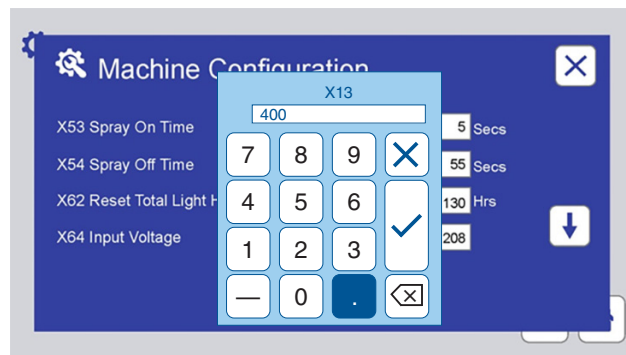 Machine Configuration
X13
400
X53 Spray On Time 5 Secs
7 8 9
X54 Spray Off Time 55 Secs
X62 Reset Total Light 130 Hrs
4 5 6
X64 Input Voltage 208
1 2 3
— 0 .